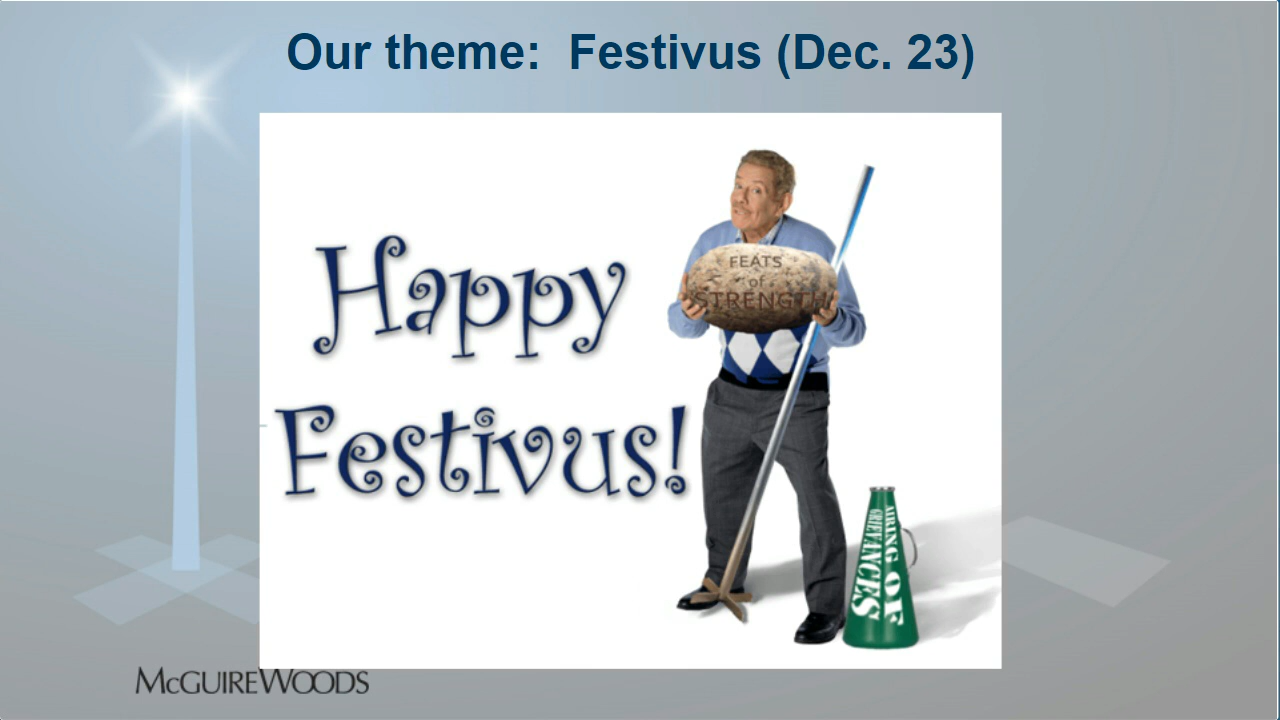 Our theme:  Festivus (Dec. 23)
Happy
Festivus!
FEATS
of
STRENGTH
AIRING OF
GRIEVANCES
McGUIREWOODS